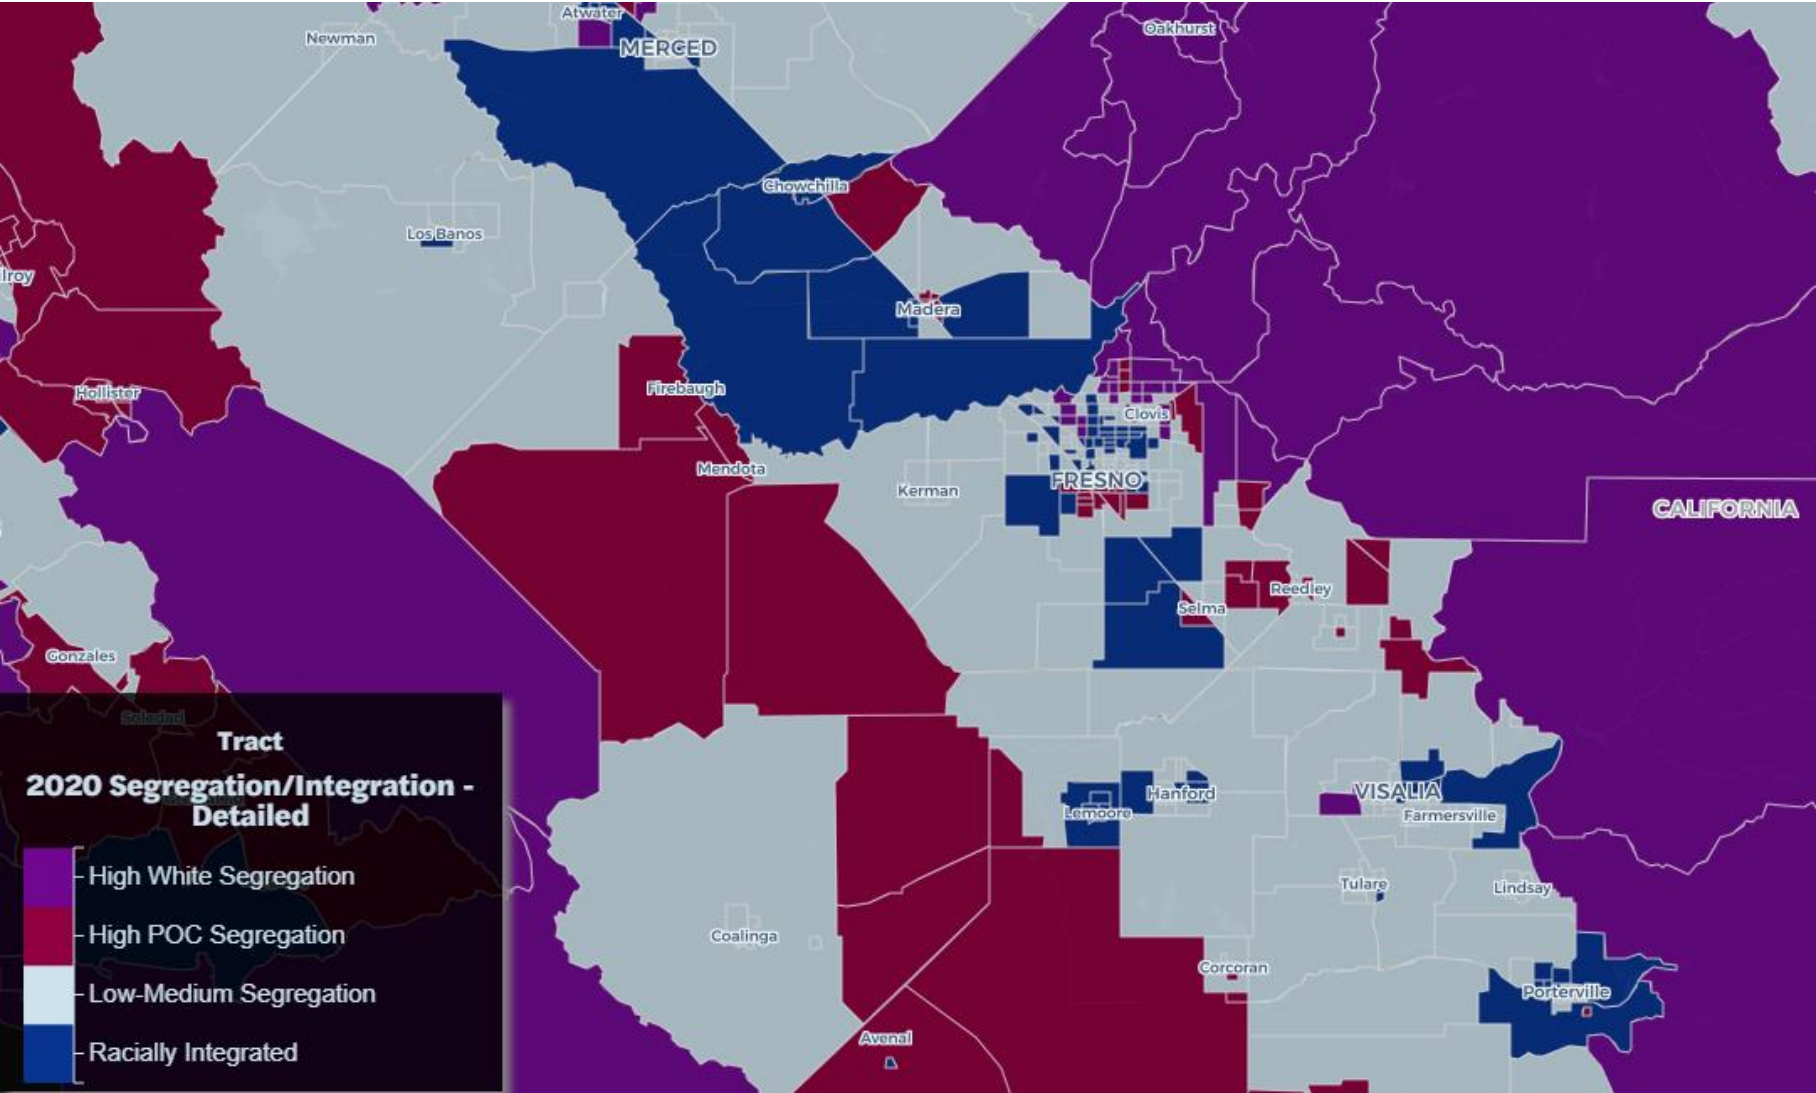 Newman
Atwater
MERCED
Oakhurst
Chowchilla
Los Banos
lroy
Madera
Hollister
Firebaugh
Clovis
Mendota
FRESNO
Kerman
CALIFORNIA
Reedley
Selma
Gonzales
Soledad
Tract
2020 Segregation/Integration -
Detailed
High White Segregation
High POC Segregation
Low-Medium Segregation
Racially Integrated
Hanford
VISALIA
Lemoore
Farmersville
Tulare
Lindsay
Coalinga
Corcoran
Porterville
Avenal